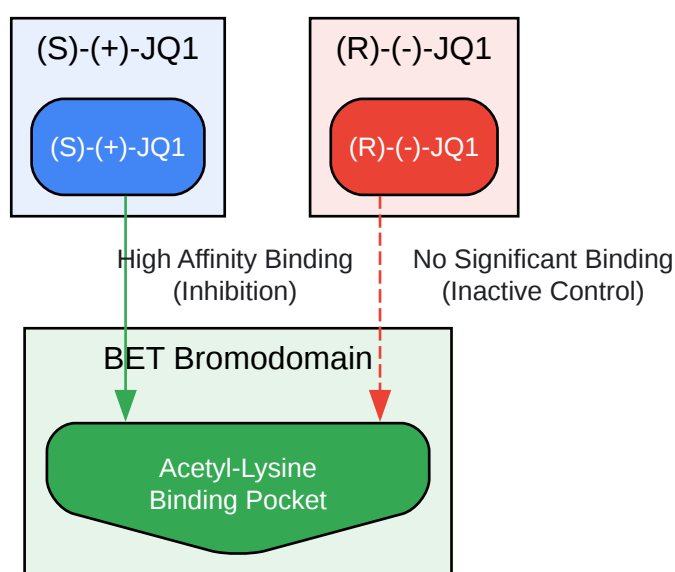 (S)-(+)-JQ1
(R)-(-)-JQ1
(S)-(+)-JQ1
(R)-(-)-JQ1
High Affinity Binding
(Inhibition)
No Significant Binding
(Inactive Control)
BET Bromodomain
Acetyl-Lysine
Binding Pocket